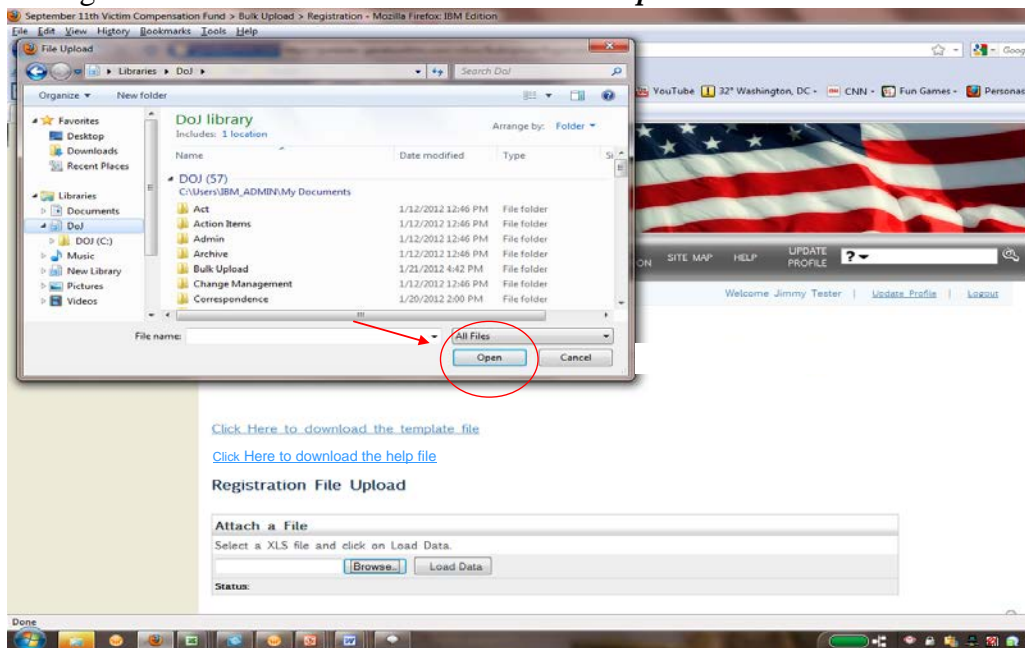 September 11th Victim Compensation Fund > Bulk Upload > Registration - Mozilla Firefox: IBM Edition
File Edit View History Bookmarks Tools Help
File Upload
Libraries ▸ DoJ ▸
Search DoJ
Organize ▾ New folder
YouTube 32° Washington, DC - CNN - Fun Games - Personas
Favorites
Desktop
Downloads
Recent Places
Libraries
Documents
DoJ
DOJ (C:)
Music
New Library
Pictures
Videos
DoJ library
Includes: 1 location
Arrange by: Folder ▾
Name Date modified Type Si
DOJ (57)
C:\Users\IBM_ADMIN\My Documents
Act 1/12/2012 12:46 PM File folder
Action Items 1/12/2012 12:46 PM File folder
Admin 1/12/2012 12:46 PM File folder
Archive 1/12/2012 12:46 PM File folder
Bulk Upload 1/21/2012 4:42 PM File folder
Change Management 1/12/2012 12:46 PM File folder
Correspondence 1/20/2012 2:00 PM File folder
File name: All Files
Open Cancel
ON SITE MAP HELP UPDATE PROFILE ?
Welcome Jimmy Tester | Update Profile | Logout
Click Here to download the template file
Click Here to download the help file
Registration File Upload
Attach a File
Select a XLS file and click on Load Data.
Browse... Load Data
Status:
Done